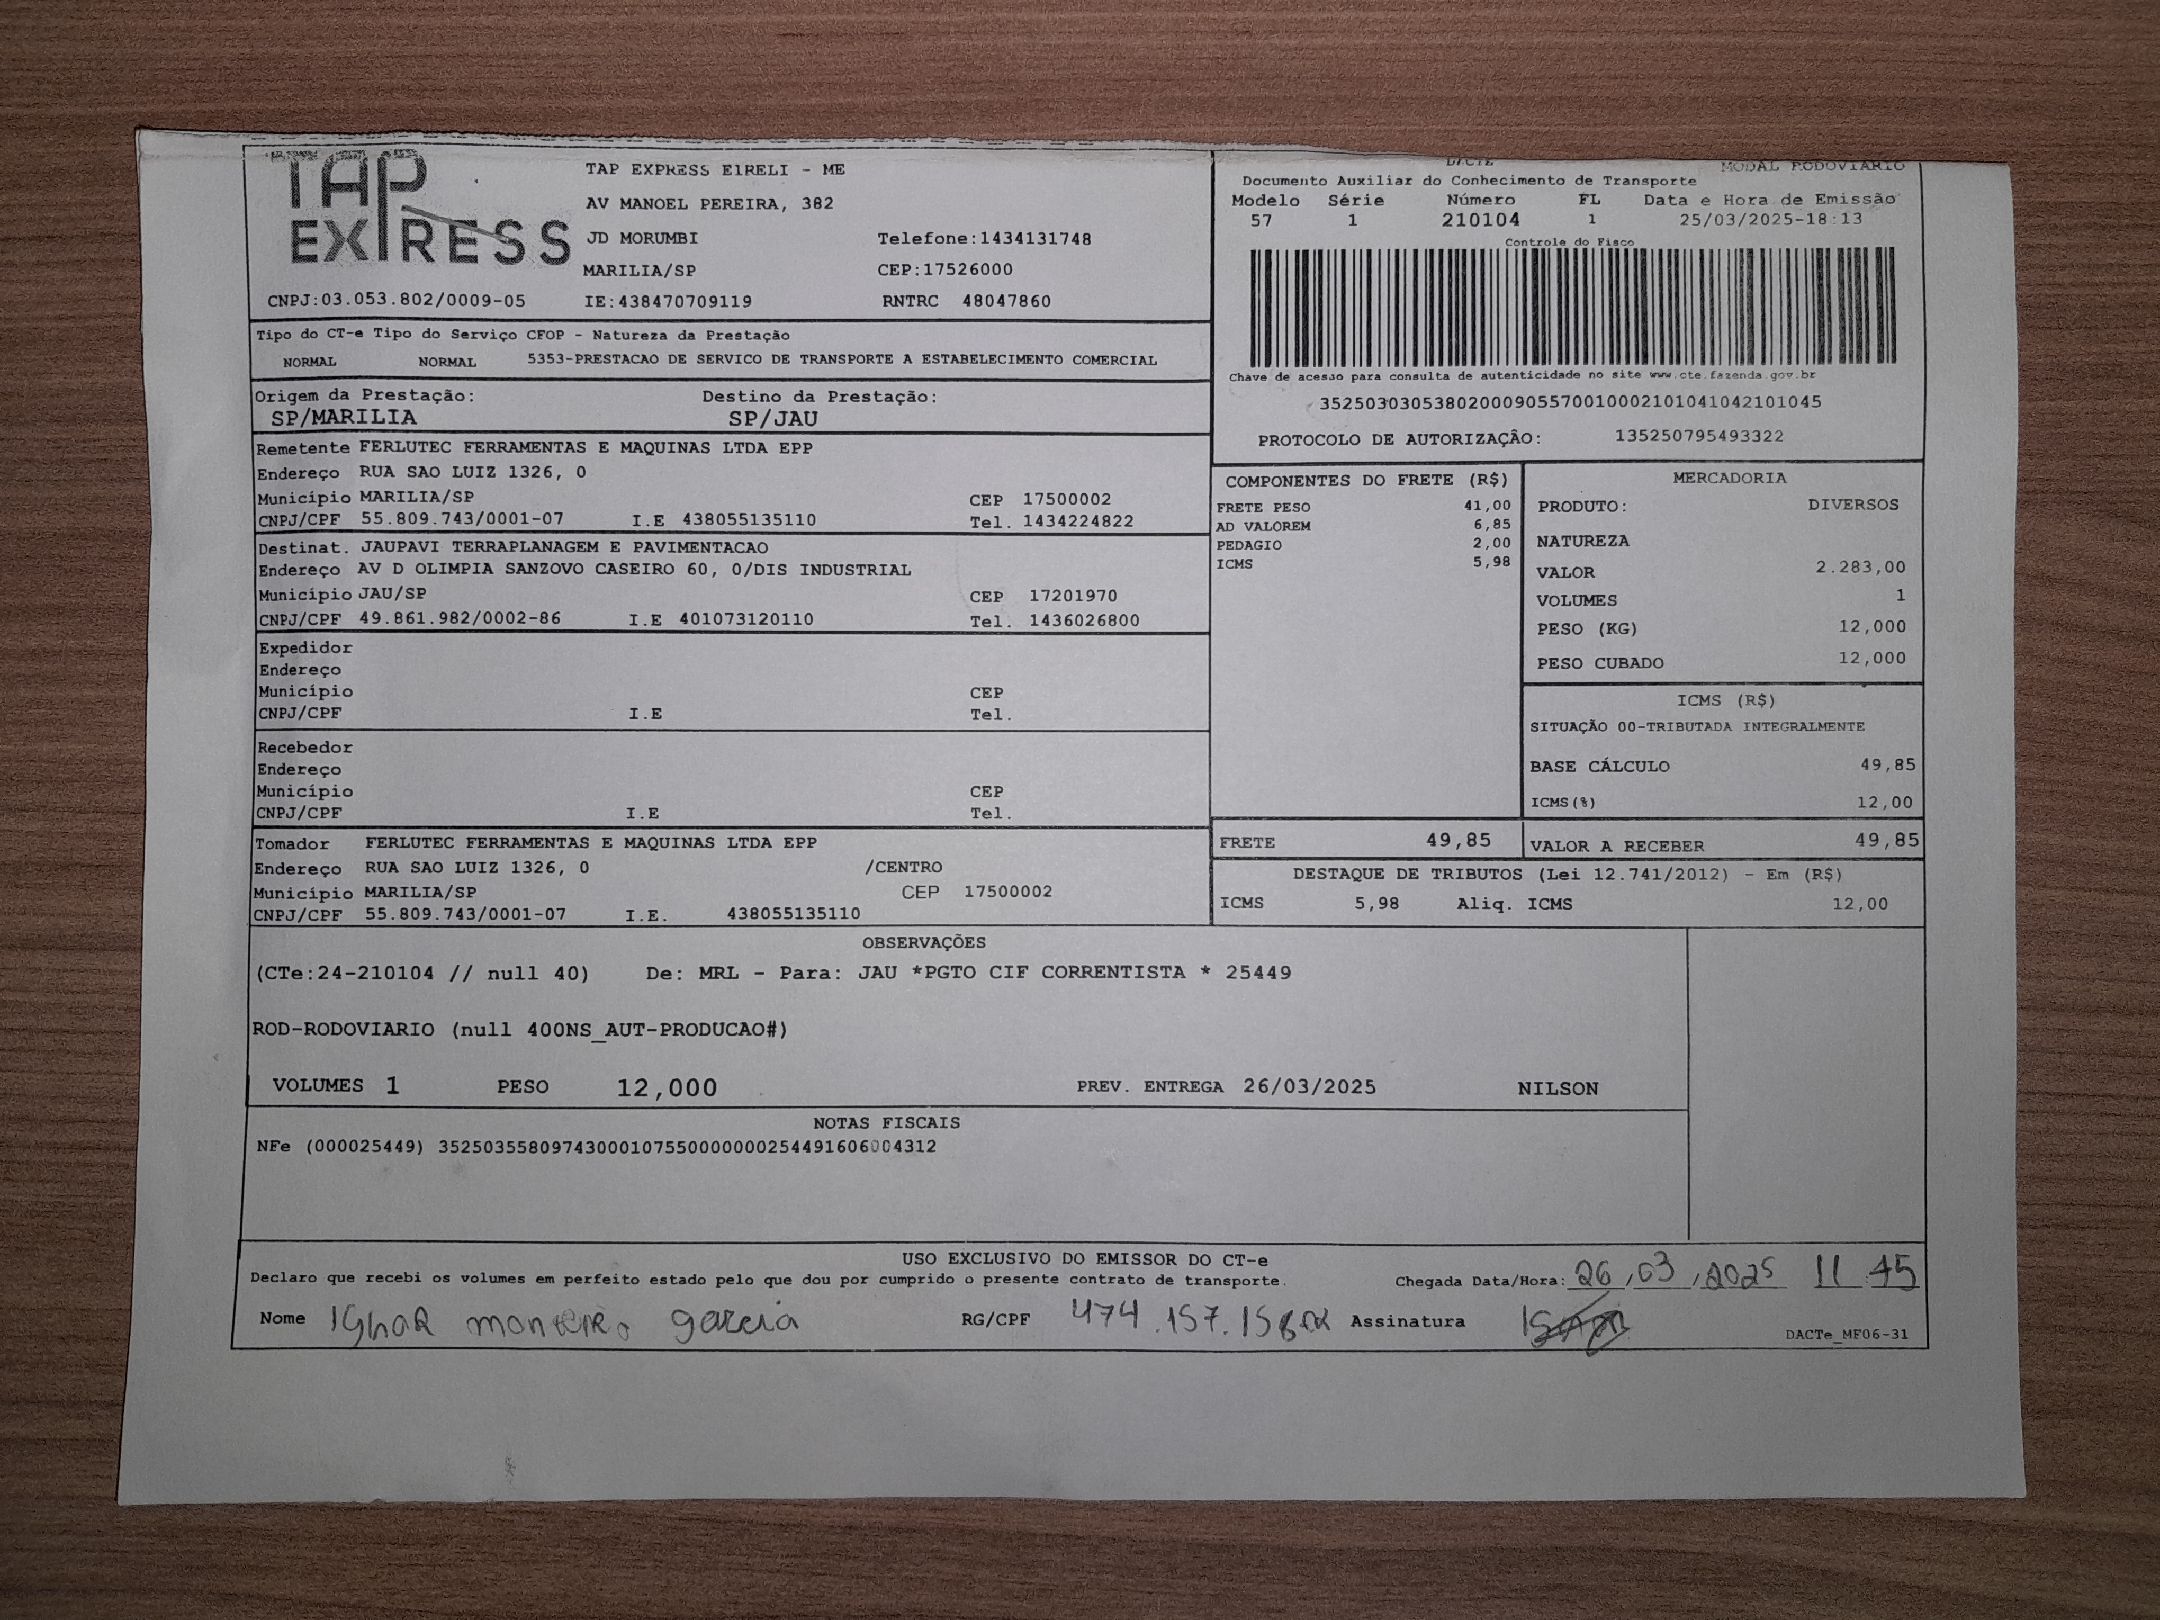 TAP
EXPRESS
TAP EXPRESS EIRELI - ME
AV MANOEL PEREIRA, 382
JD MORUMBI Telefone:1434131748
MARILIA/SP CEP:17526000
CNPJ:03.053.802/0009-05 IE:438470709119 RNTRC 48047860
DACTE MODAL RODOVIARIO
Documento Auxiliar do Conhecimento de Transporte
Modelo Série Número FL Data e Hora de Emissão
57 1 210104 1 25/03/2025-18:13
Controle do Fisco
Chave de acesso para consulta de autenticidade no site www.cte.fazenda.gov.br
35250303053802000905570010002101041042101045
PROTOCOLO DE AUTORIZAÇÃO: 135250795493322
Tipo do CT-e Tipo do Serviço CFOP - Natureza da Prestação
NORMAL NORMAL 5353-PRESTACAO DE SERVICO DE TRANSPORTE A ESTABELECIMENTO COMERCIAL
Origem da Prestação: Destino da Prestação:
SP/MARILIA SP/JAU
Remetente FERLUTEC FERRAMENTAS E MAQUINAS LTDA EPP
Endereço RUA SAO LUIZ 1326, 0
Município MARILIA/SP CEP 17500002
CNPJ/CPF 55.809.743/0001-07 I.E 438055135110 Tel. 1434224822
Destinat. JAUPAVI TERRAPLANAGEM E PAVIMENTACAO
Endereço AV D OLIMPIA SANZOVO CASEIRO 60, 0/DIS INDUSTRIAL
Município JAU/SP CEP 17201970
CNPJ/CPF 49.861.982/0002-86 I.E 401073120110 Tel. 1436026800
Expedidor
Endereço
Município CEP
CNPJ/CPF I.E Tel.
Recebedor
Endereço
Município CEP
CNPJ/CPF I.E Tel.
Tomador FERLUTEC FERRAMENTAS E MAQUINAS LTDA EPP
Endereço RUA SAO LUIZ 1326, 0 /CENTRO
Município MARILIA/SP CEP 17500002
CNPJ/CPF 55.809.743/0001-07 I.E. 438055135110
COMPONENTES DO FRETE (R$)
FRETE PESO 41,00
AD VALOREM 6,85
PEDAGIO 2,00
ICMS 5,98
MERCADORIA
PRODUTO: DIVERSOS
NATUREZA
VALOR 2.283,00
VOLUMES 1
PESO (KG) 12,000
PESO CUBADO 12,000
ICMS (R$)
SITUAÇÃO 00-TRIBUTADA INTEGRALMENTE
BASE CÁLCULO 49,85
ICMS(%) 12,00
FRETE 49,85 VALOR A RECEBER 49,85
DESTAQUE DE TRIBUTOS (Lei 12.741/2012) - Em (R$)
ICMS 5,98 Aliq. ICMS 12,00
OBSERVAÇÕES
(CTe:24-210104 // null 40) De: MRL - Para: JAU *PGTO CIF CORRENTISTA * 25449
ROD-RODOVIARIO (null 400NS_AUT-PRODUCAO#)
VOLUMES 1 PESO 12,000 PREV. ENTREGA 26/03/2025 NILSON
NOTAS FISCAIS
NFe (000025449) 35250355809743000107550000000254491606004312
USO EXCLUSIVO DO EMISSOR DO CT-e
Declaro que recebi os volumes em perfeito estado pelo que dou por cumprido o presente contrato de transporte. Chegada Data/Hora: 26/03/2025 11:45
Nome Ighor monteiro garcia RG/CPF 474.157.158 Assinatura
DACTe_MF06-31